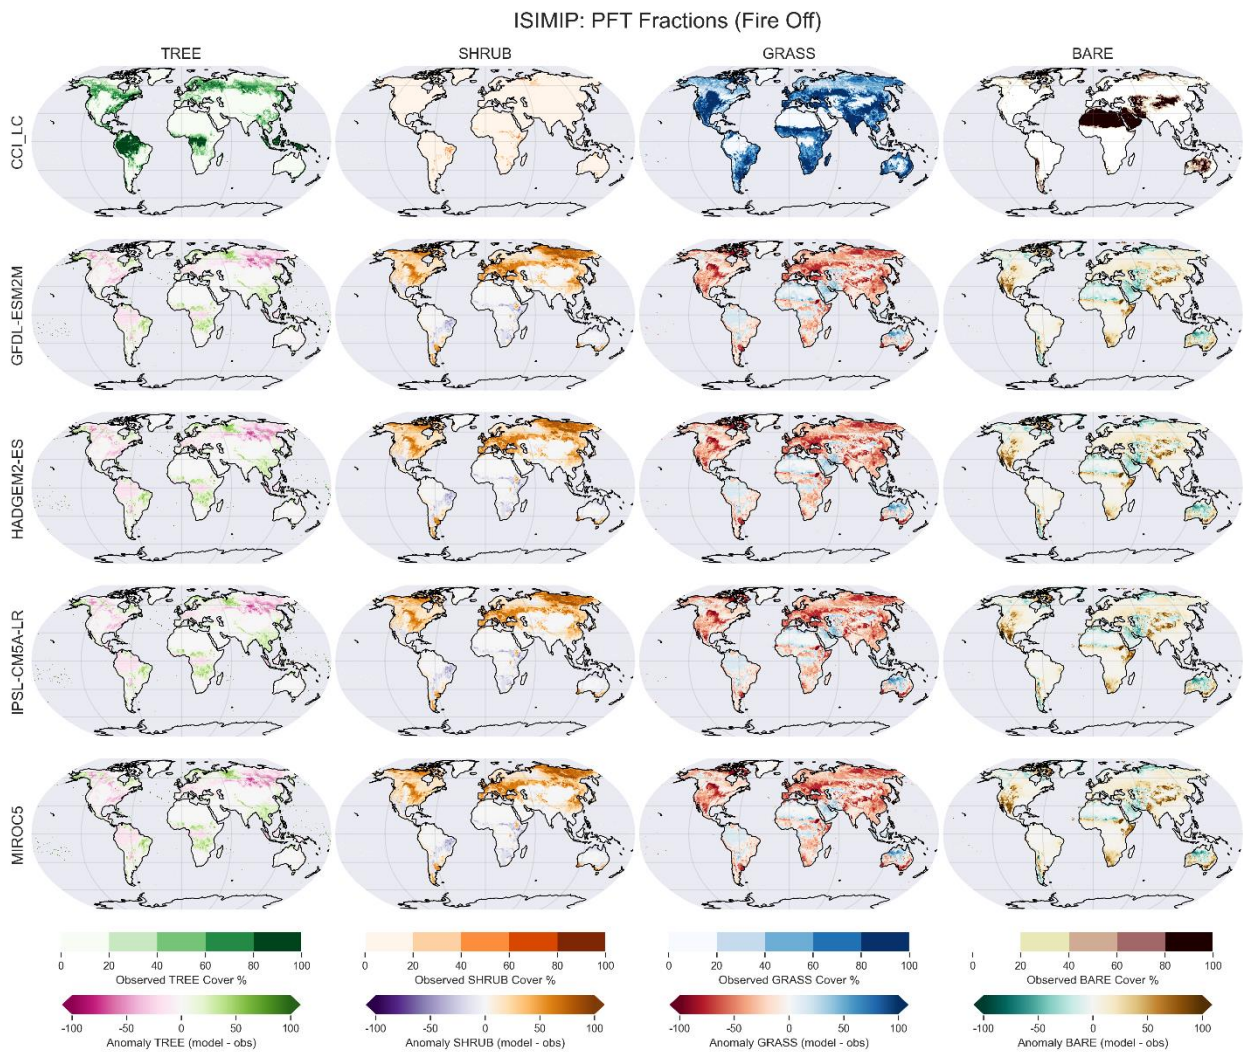 ISIMIP: PFT Fractions (Fire Off)
TREE SHRUB GRASS BARE
CCI_LC
GFDL-ESM2M
HADGEM2-ES
IPSL-CM5A-LR
MIROC5
0 20 40 60 80 100 0 20 40 60 80 100 0 20 40 60 80 100 0 20 40 60 80 100
Observed TREE Cover % Observed SHRUB Cover % Observed GRASS Cover % Observed BARE Cover %
-100 -50 0 50 100 -100 -50 0 50 100 -100 -50 0 50 100 -100 -50 0 50 100
Anomaly TREE (model - obs) Anomaly SHRUB (model - obs) Anomaly GRASS (model - obs) Anomaly BARE (model - obs)